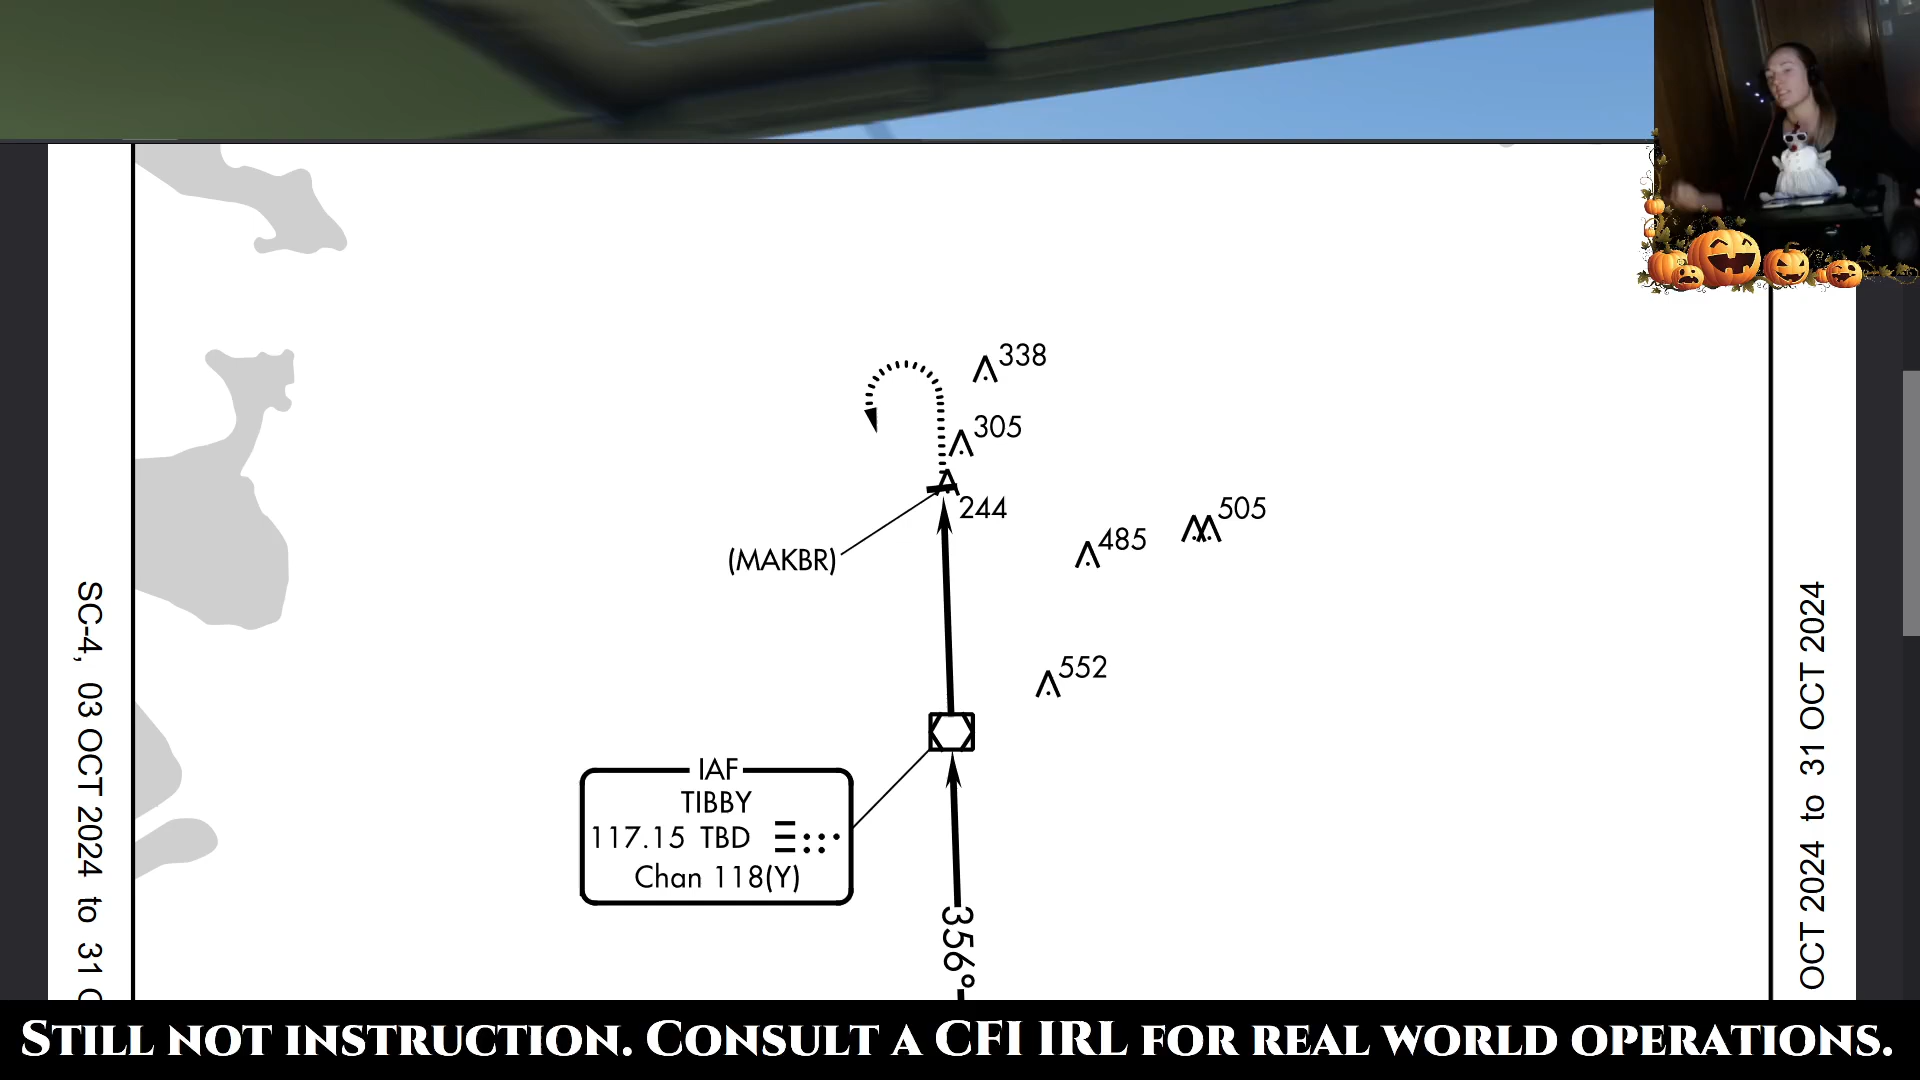 338
305
244
505
485
(MAKBR)
552
IAF
TIBBY
117.15 TBD
Chan 118(Y)
356°
SC-4, 03 OCT 2024 to 31 O
OCT 2024 to 31 OCT 2024
STILL NOT INSTRUCTION. CONSULT A CFI IRL FOR REAL WORLD OPERATIONS.